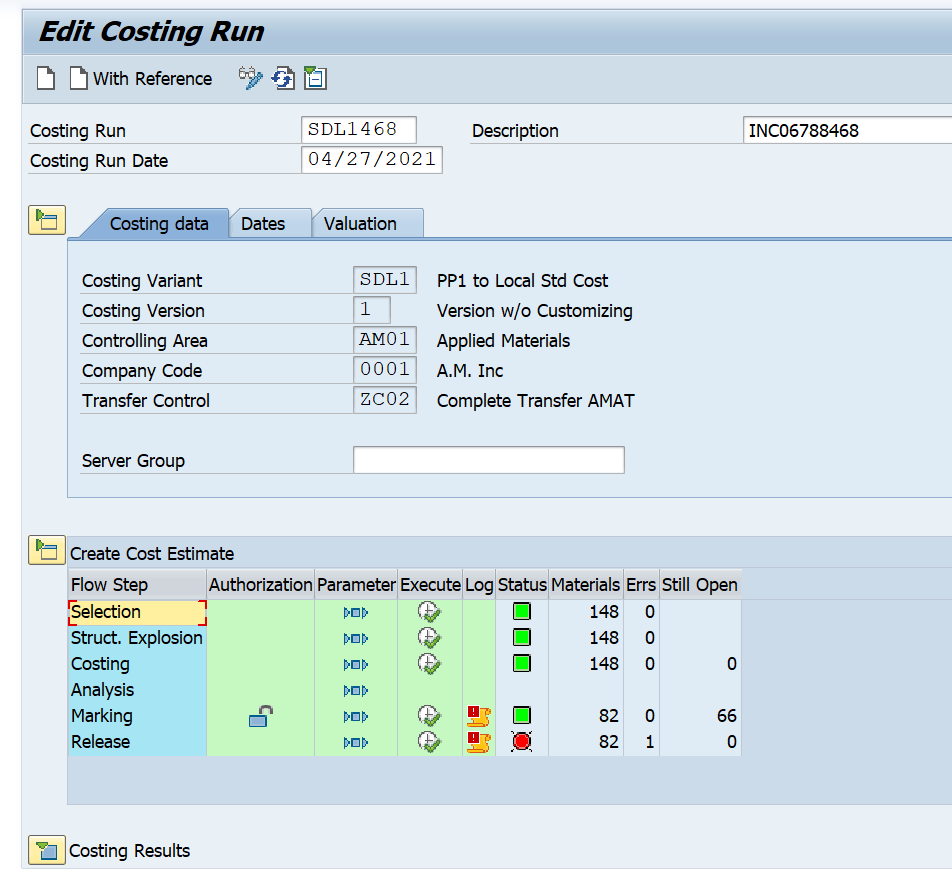 Edit Costing Run
With Reference
Costing Run SDL1468 Description INC06788468
Costing Run Date 04/27/2021
Costing data Dates Valuation
Costing Variant SDL1 PP1 to Local Std Cost
Costing Version 1 Version w/o Customizing
Controlling Area AM01 Applied Materials
Company Code 0001 A.M. Inc
Transfer Control ZC02 Complete Transfer AMAT
Server Group
Create Cost Estimate
Flow Step Authorization Parameter Execute Log Status Materials Errs Still Open
Selection 148 0
Struct. Explosion 148 0
Costing 148 0 0
Analysis
Marking 82 0 66
Release 82 1 0
Costing Results